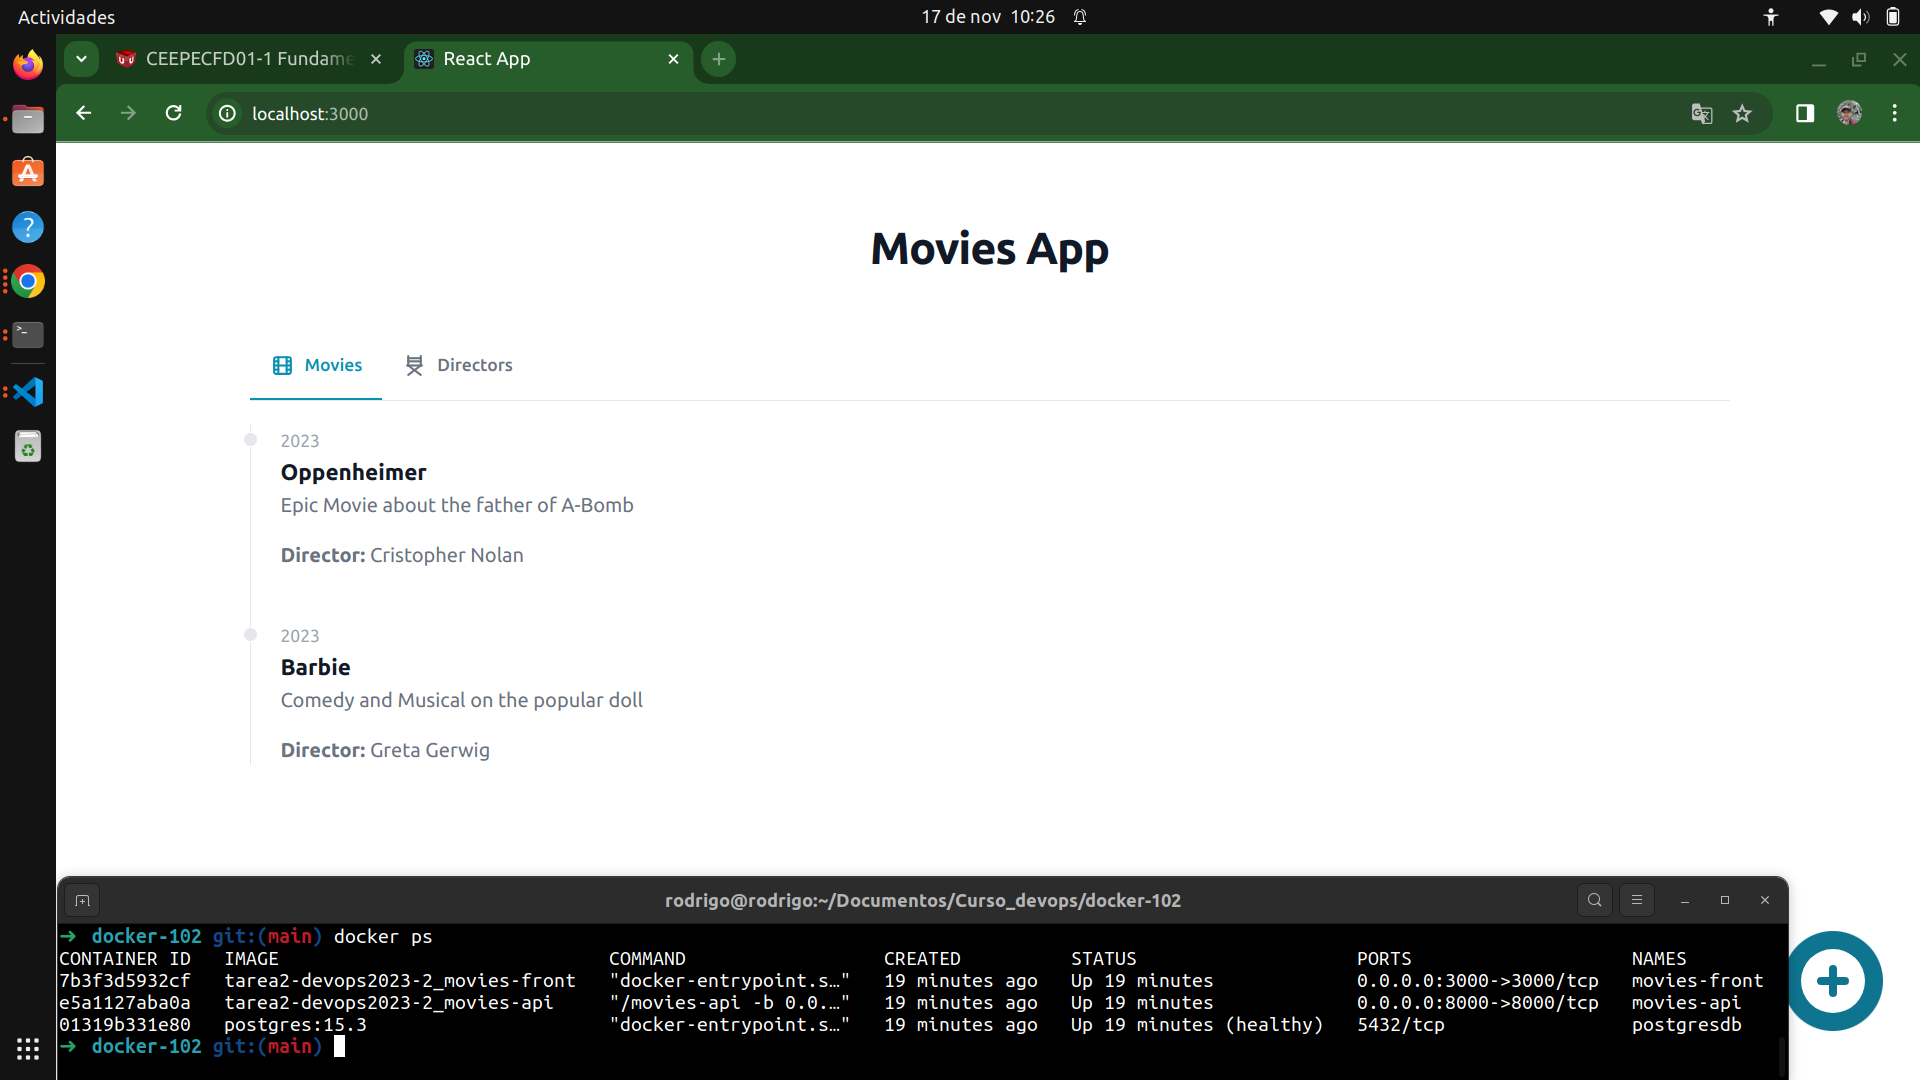 Actividades
17 de nov 10:26
CEEPECFD01-1 Fundame
React App
localhost:3000
Movies App
Movies
Directors
2023
Oppenheimer
Epic Movie about the father of A-Bomb
Director: Cristopher Nolan
2023
Barbie
Comedy and Musical on the popular doll
Director: Greta Gerwig
rodrigo@rodrigo:~/Documentos/Curso_devops/docker-102
➜ docker-102 git:(main) docker ps
CONTAINER ID IMAGE COMMAND CREATED STATUS PORTS NAMES
7b3f3d5932cf tarea2-devops2023-2_movies-front "docker-entrypoint.s…" 19 minutes ago Up 19 minutes 0.0.0.0:3000->3000/tcp movies-front
e5a1127aba0a tarea2-devops2023-2_movies-api "/movies-api -b 0.0.…" 19 minutes ago Up 19 minutes 0.0.0.0:8000->8000/tcp movies-api
01319b331e80 postgres:15.3 "docker-entrypoint.s…" 19 minutes ago Up 19 minutes (healthy) 5432/tcp postgresdb
➜ docker-102 git:(main)